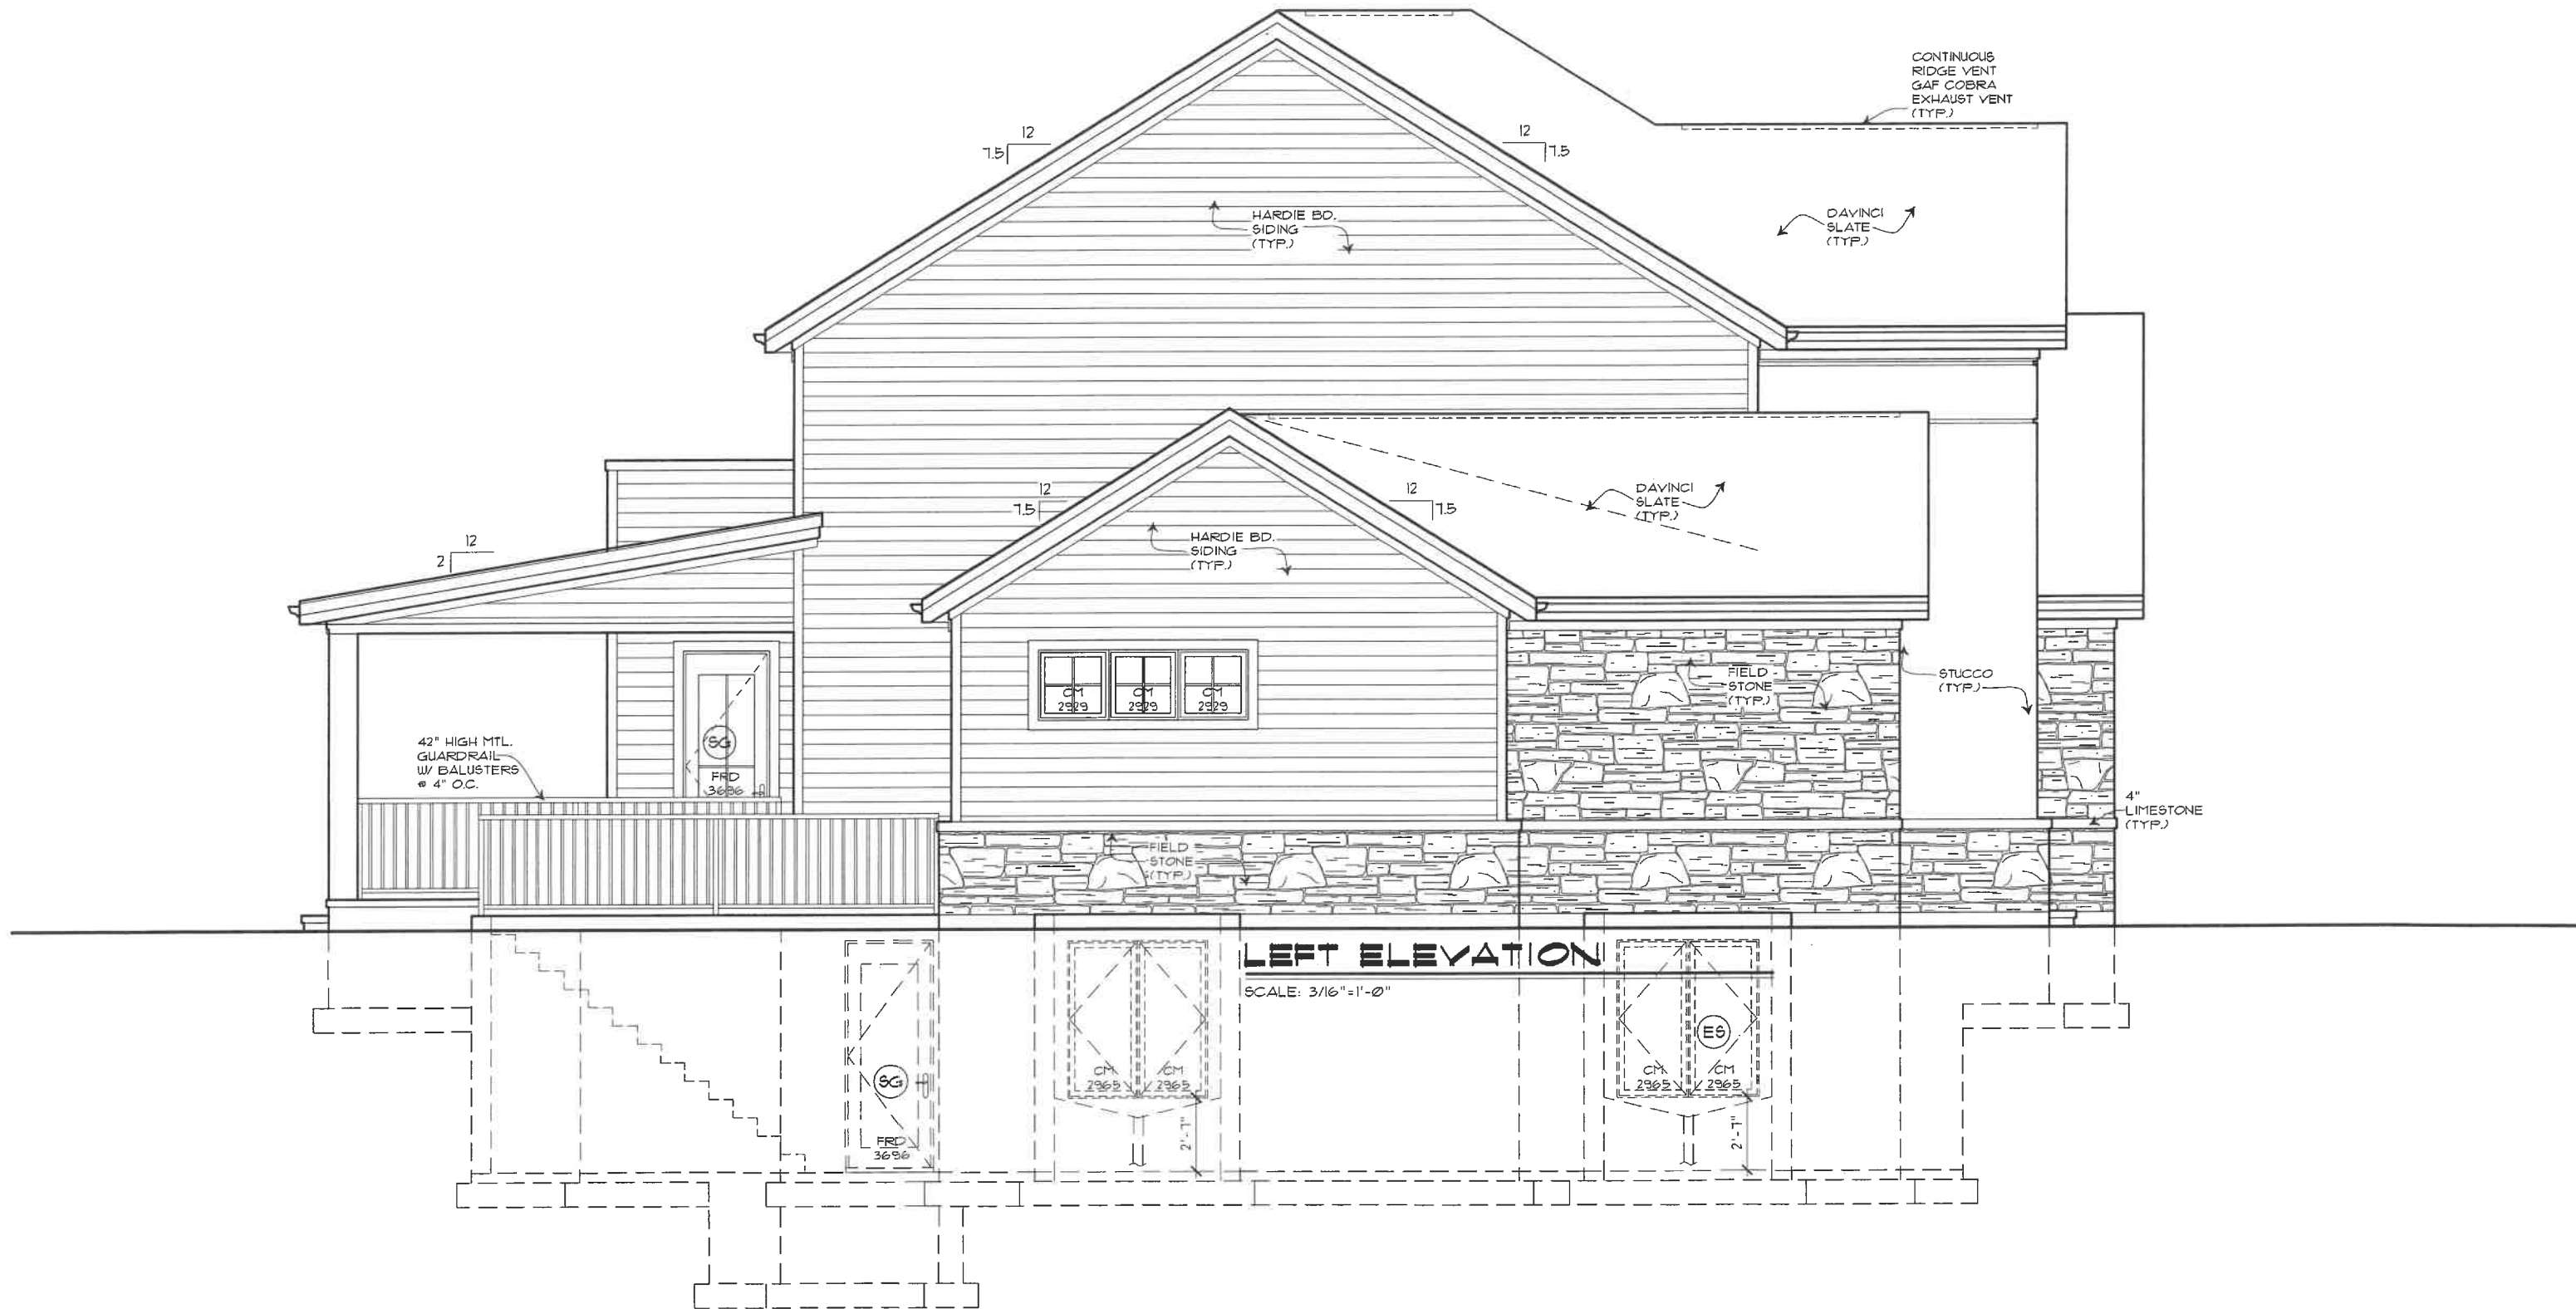 CONTINUOUS
RIDGE VENT
GAF COBRA
EXHAUST VENT
(TYP.)
12
7.5
12
7.5
HARDIE BD.
SIDING
(TYP.)
DAVINCI
SLATE
(TYP.)
12
7.5
12
7.5
DAVINCI
SLATE
(TYP.)
12
2
HARDIE BD.
SIDING
(TYP.)
CM
2929
CM
2929
CM
2929
FIELD
STONE
(TYP.)
STUCCO
(TYP.)
42" HIGH MTL.
GUARDRAIL
W/ BALUSTERS
@ 4" O.C.
SG
FRD
3696
4"
LIMESTONE
(TYP.)
FIELD
STONE
(TYP.)
LEFT ELEVATION
SCALE: 3/16"=1'-0"
SG
FRD
3696
CM
2965
CM
2965
2'-7"
ES
CM
2965
CM
2965
2'-7"